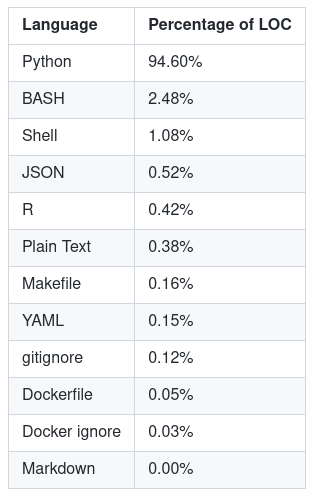 Language Percentage of LOC
Python 94.60%
BASH 2.48%
Shell 1.08%
JSON 0.52%
R 0.42%
Plain Text 0.38%
Makefile 0.16%
YAML 0.15%
gitignore 0.12%
Dockerfile 0.05%
Docker ignore 0.03%
Markdown 0.00%